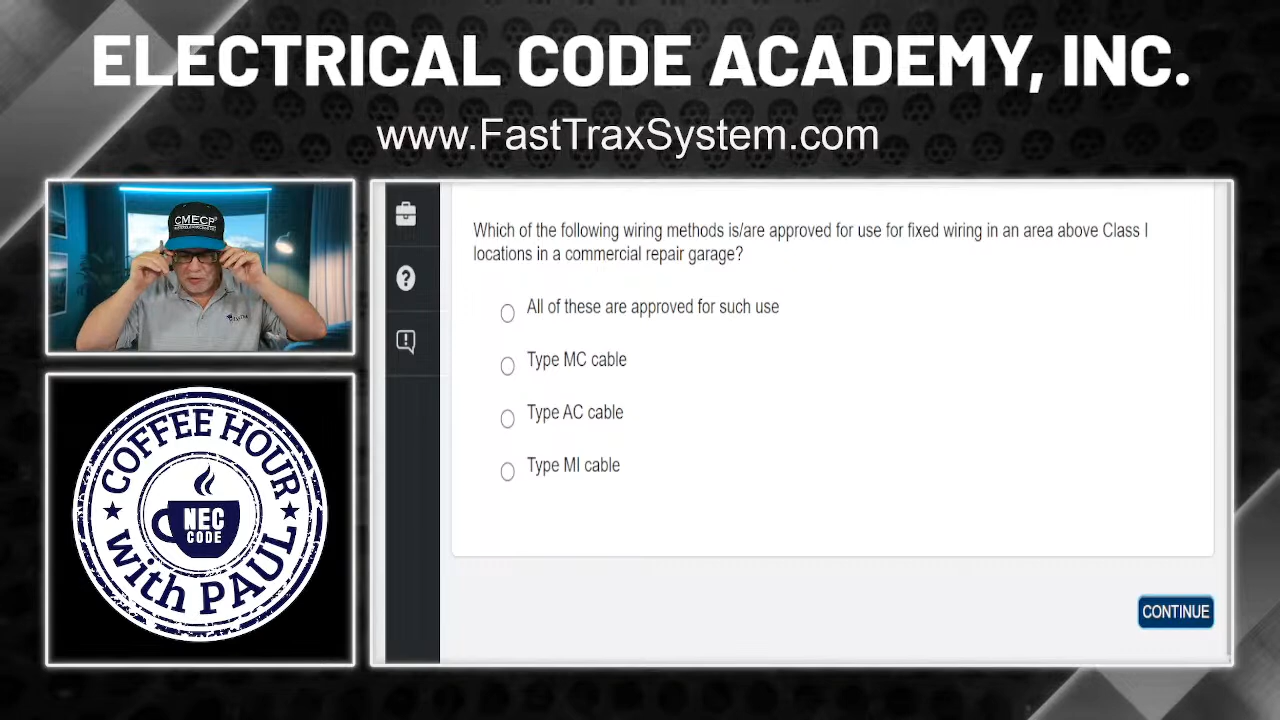 ELECTRICAL CODE ACADEMY, INC.
www.FastTraxSystem.com
CMECP
Which of the following wiring methods is/are approved for use for fixed wiring in an area above Class I
locations in a commercial repair garage?
All of these are approved for such use
Type MC cable
Type AC cable
Type MI cable
CONTINUE
COFFEE HOUR
NEC
CODE
with PAUL